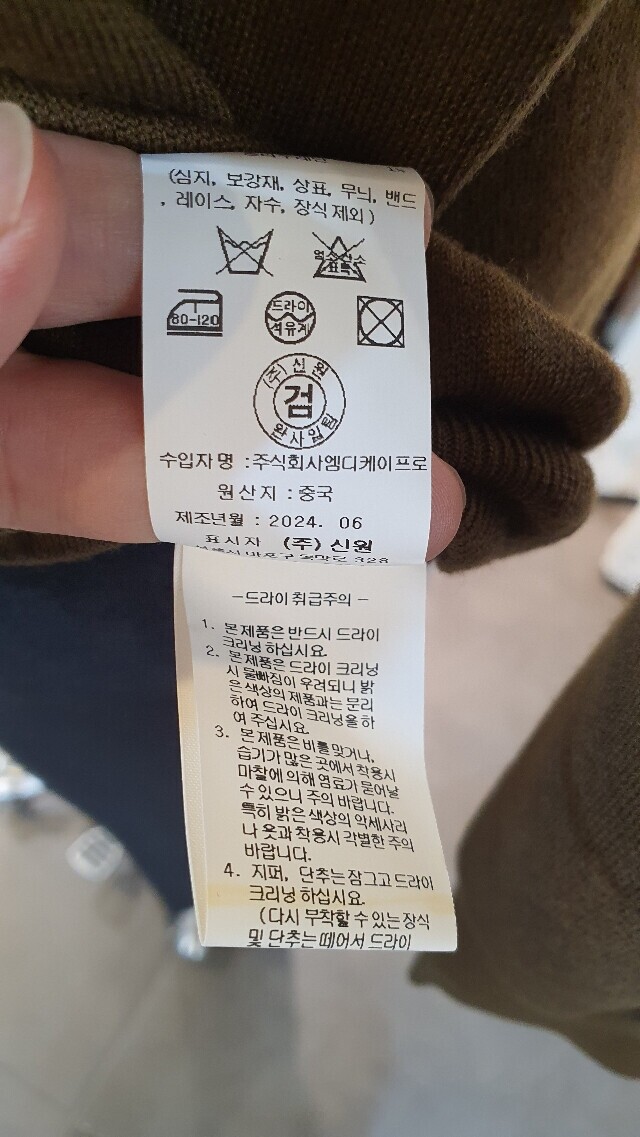 (심지, 보강재, 상표, 무늬, 밴드
, 레이스, 자수, 장식 제외)
염소산소
표백
80-120
드라이
석유계
(주)신원
검
완사입팀
수입자명 :주식회사엠디케이프로
원산지 : 중국
제조년월 : 2024. 06
표시자 (주) 신원
328
-드라이 취급주의 -
1. 본제품은 반드시 드라이
크리닝 하십시요.
2. 본제품은 드라이 크리닝
시 물빠짐이 우려되니 밝
은색상의 제품과는 분리
하여 드라이 크리닝을 하
여 주십시요.
3. 본 제품은 비를 맞거나,
습기가 많은 곳에서 착용시
마찰에 의해 염료가 묻어날
수 있으니 주의 바랍니다.
특히 밝은 색상의 악세사리
나 옷과 착용시 각별한 주의
바랍니다.
4. 지퍼, 단추는 잠그고 드라이
크리닝 하십시요.
(다시 부착할 수 있는 장식
및 단추는 떼어서 드라이